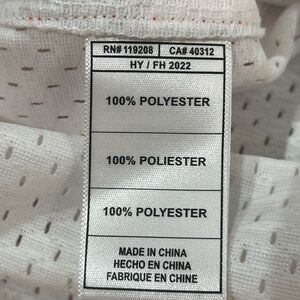 RN# 119208 CA# 40312
HY / FH 2022
100% POLYESTER
100% POLIESTER
100% POLYESTER
MADE IN CHINA
HECHO EN CHINA
FABRIQUE EN CHINE